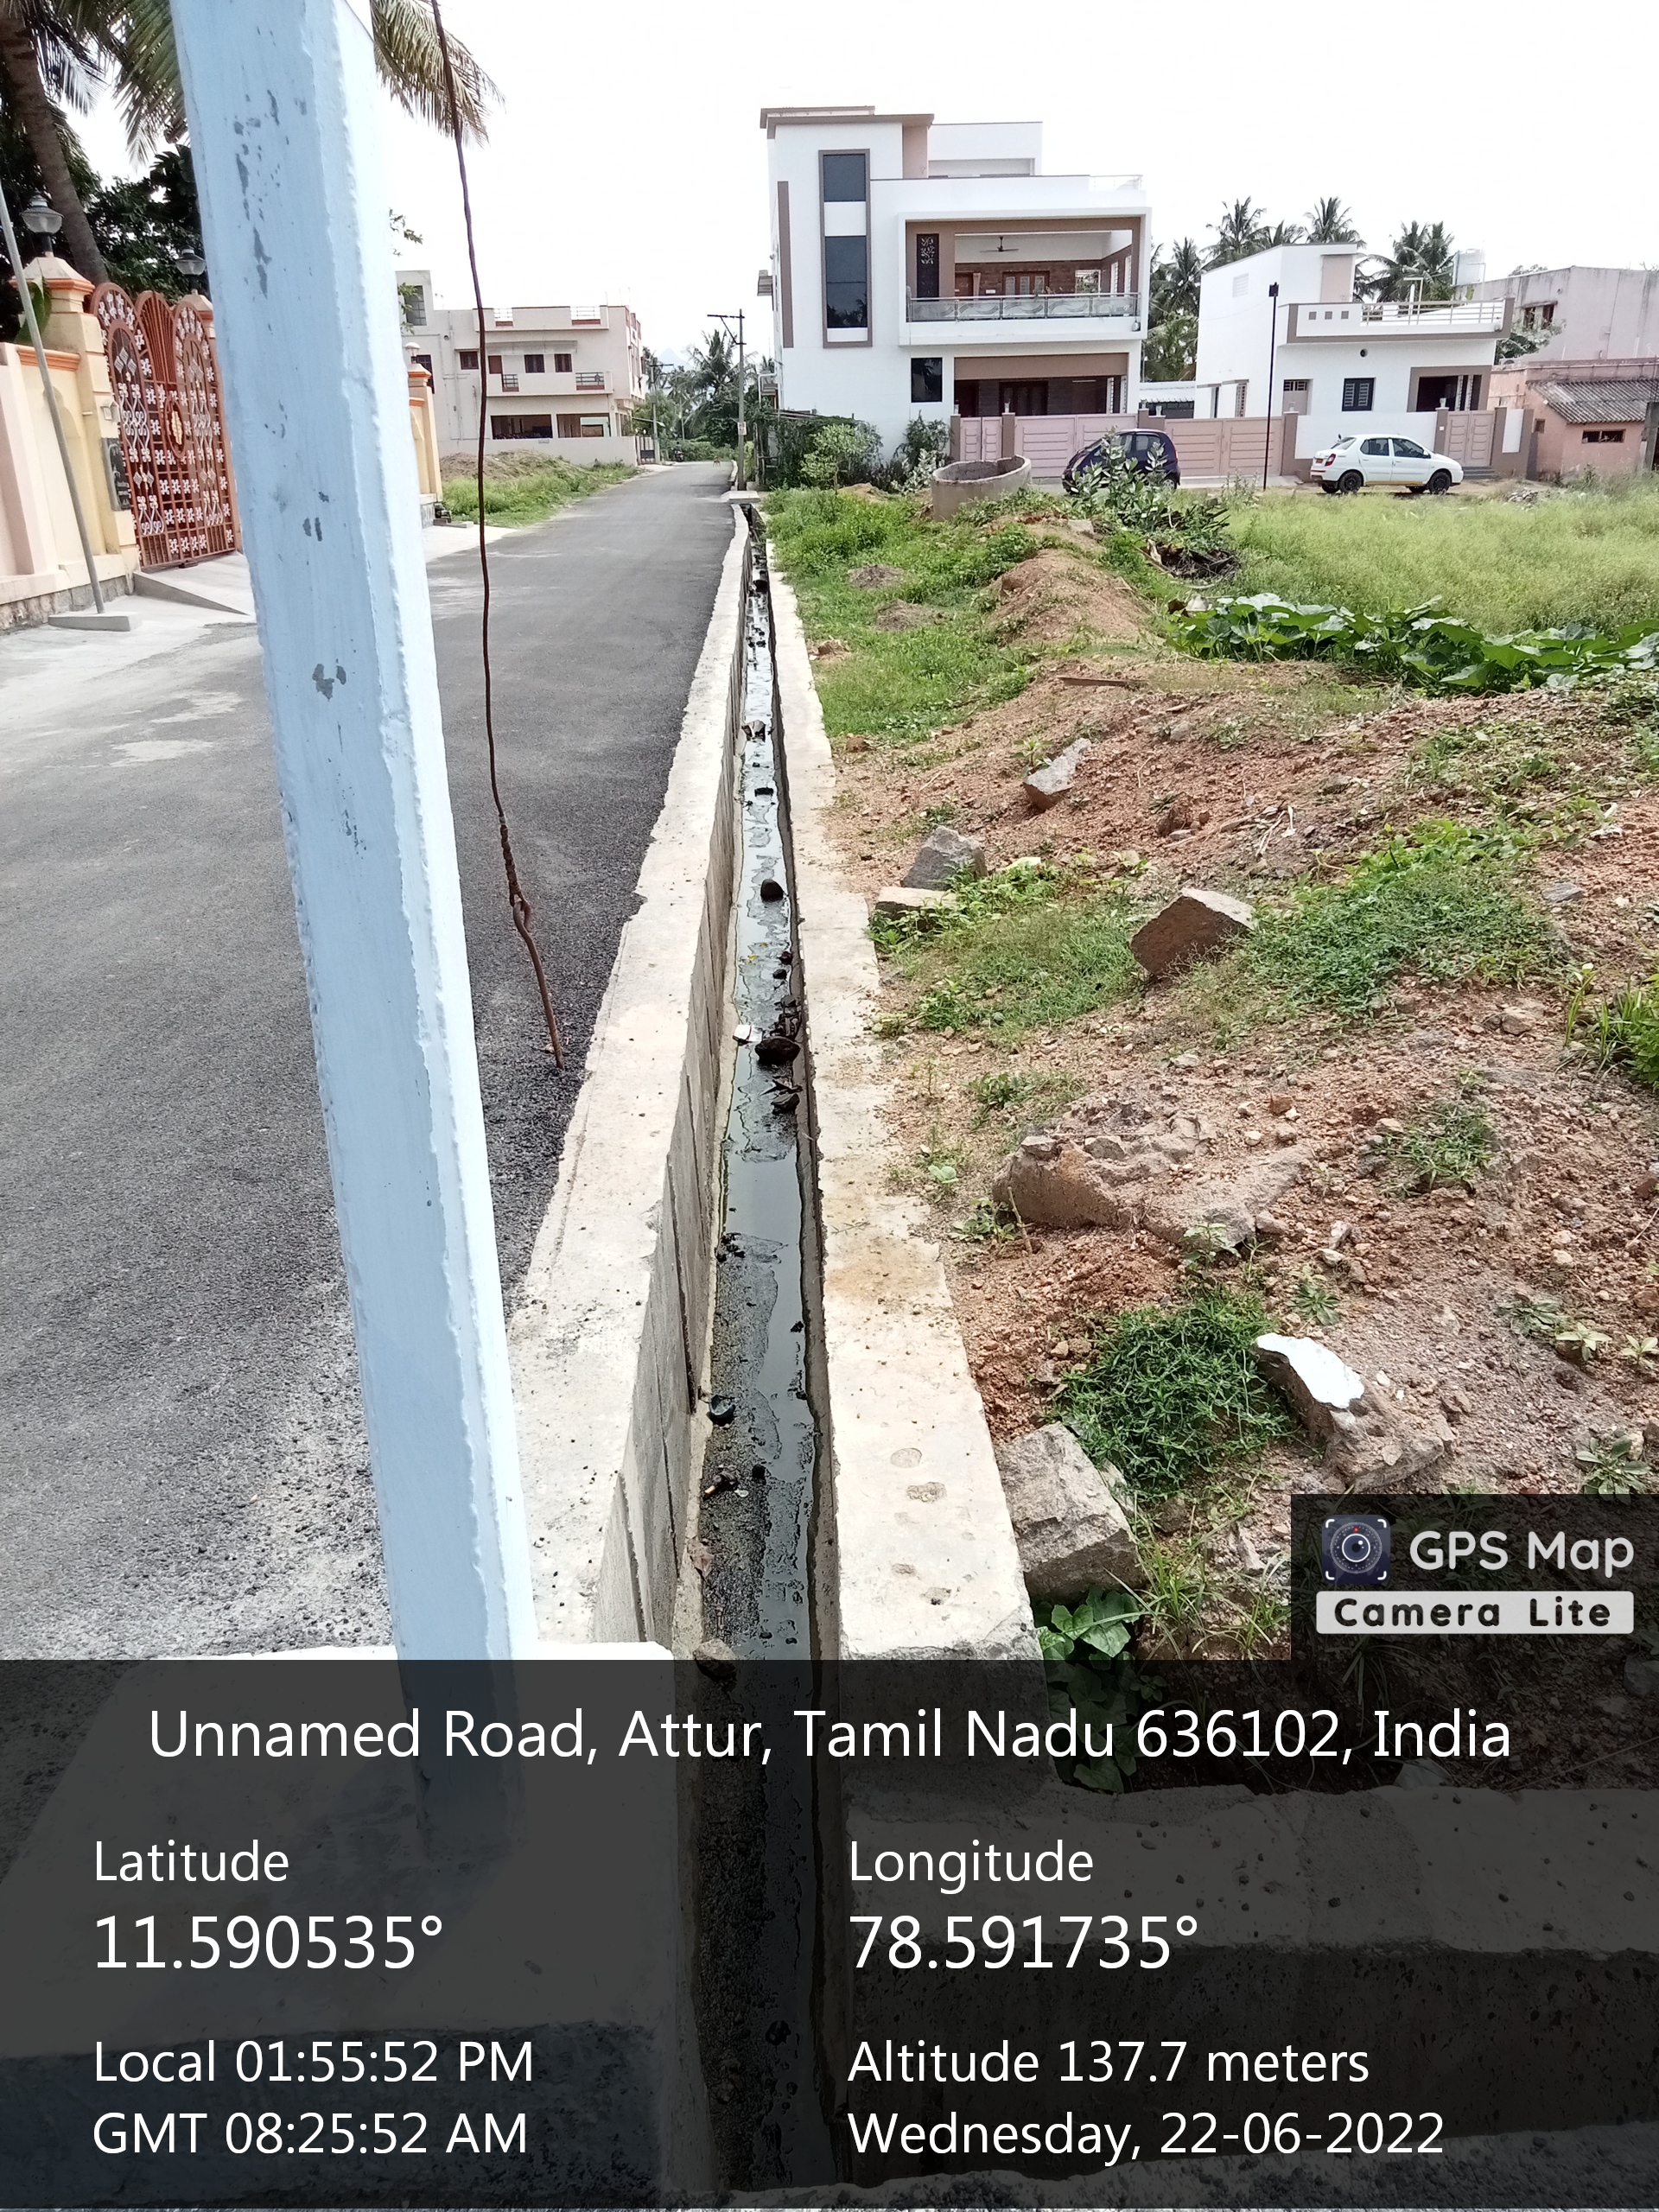 GPS Map
Camera Lite
Unnamed Road, Attur, Tamil Nadu 636102, India
Latitude
11.590535°
Longitude
78.591735°
Local 01:55:52 PM
GMT 08:25:52 AM
Altitude 137.7 meters
Wednesday, 22-06-2022